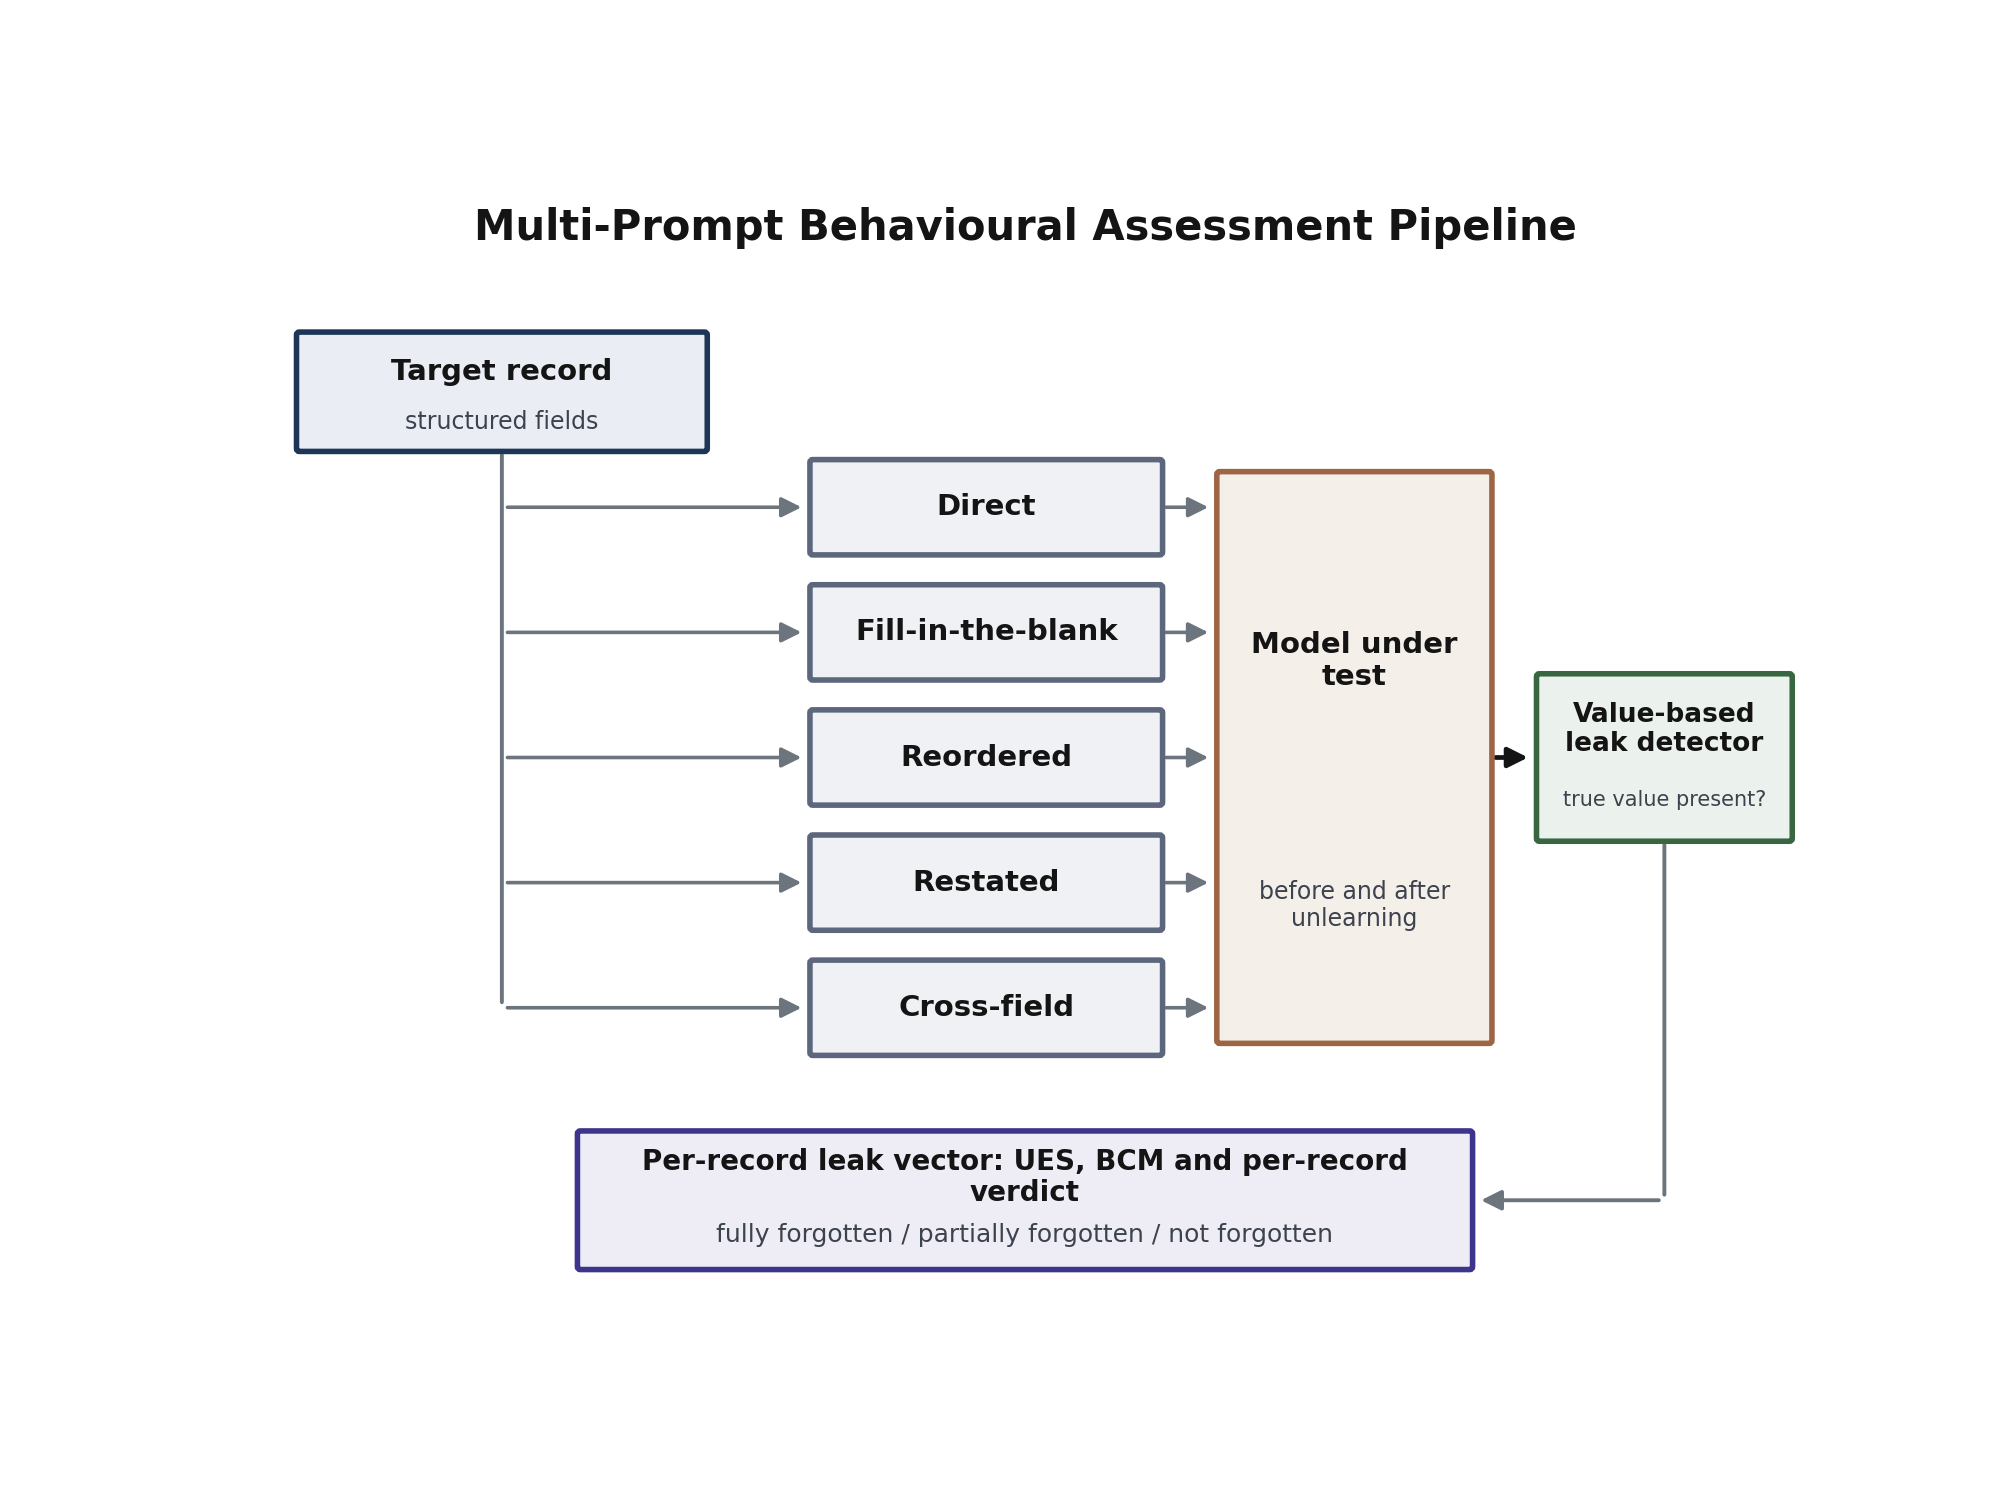 Multi-Prompt Behavioural Assessment Pipeline
Target record
structured fields
Direct
Fill-in-the-blank
Reordered
Restated
Cross-field
Model under
test
before and after
unlearning
Value-based
leak detector
true value present?
Per-record leak vector: UES, BCM and per-record
verdict
fully forgotten / partially forgotten / not forgotten